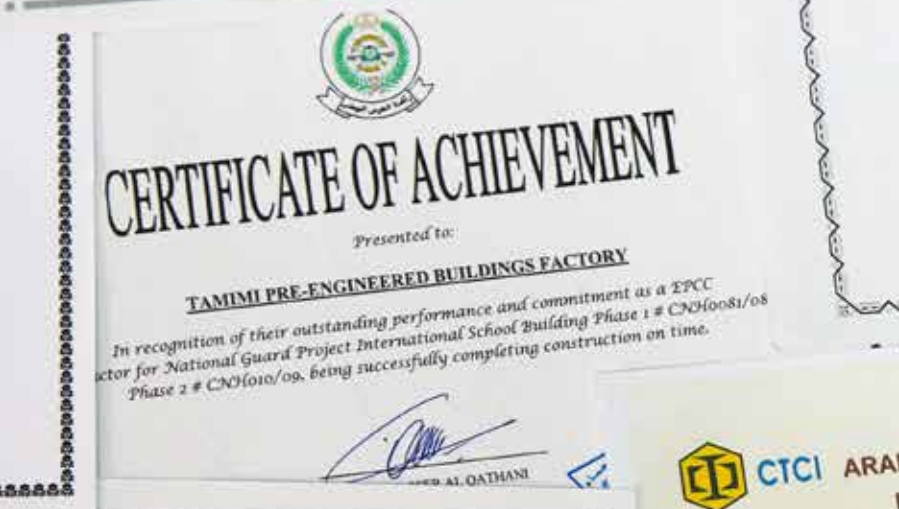 CERTIFICATE OF ACHIEVEMENT
Presented to:
TAMIMI PRE-ENGINEERED BUILDINGS FACTORY
In recognition of their outstanding performance and commitment as a EPCC
ctor for National Guard Project International School Building Phase 1 # CNH0081/08
Phase 2 # CNH010/09, being successfully completing construction on time.
AL QATHANI
CTCI ARA